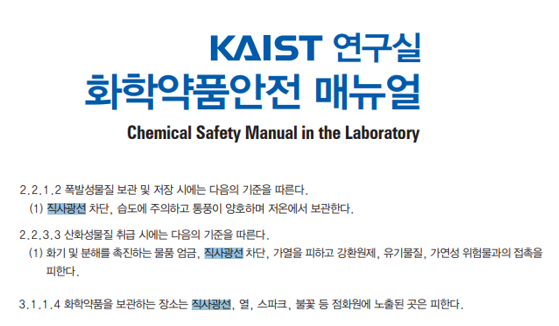 KAIST 연구실
화학약품안전 매뉴얼
Chemical Safety Manual in the Laboratory
2.2.1.2 폭발성물질 보관 및 저장 시에는 다음의 기준을 따른다.
(1) 직사광선 차단, 습도에 주의하고 통풍이 양호하며 저온에서 보관한다.
2.2.3.3 산화성물질 취급 시에는 다음의 기준을 따른다.
(1) 화기 및 분해를 촉진하는 물품 엄금, 직사광선 차단, 가열을 피하고 강환원제, 유기물질, 가연성 위험물과의 접촉을
피한다.
3.1.1.4 화학약품을 보관하는 장소는 직사광선, 열, 스파크, 불꽃 등 점화원에 노출된 곳은 피한다.